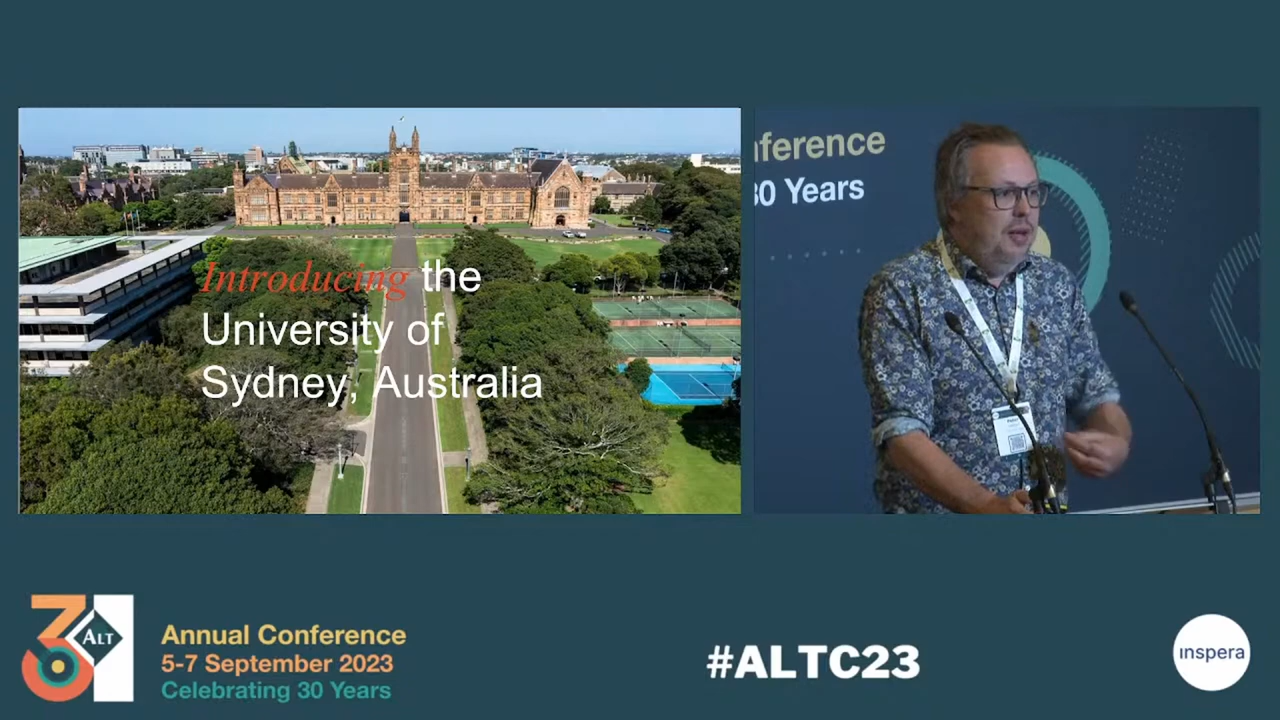 Introducing the
University of
Sydney, Australia
nference
30 Years
ALT
Annual Conference
5-7 September 2023
Celebrating 30 Years
#ALTC23
inspera